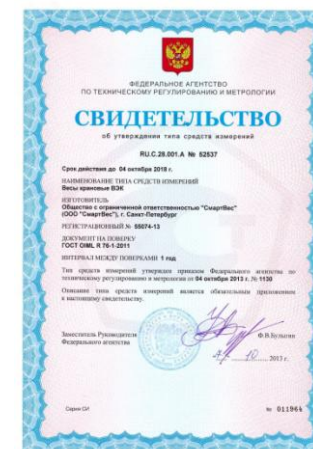 ФЕДЕРАЛЬНОЕ АГЕНТСТВО
ПО ТЕХНИЧЕСКОМУ РЕГУЛИРОВАНИЮ И МЕТРОЛОГИИ
СВИДЕТЕЛЬСТВО
об утверждении типа средств измерений
RU.C.28.001.A № 52537
Срок действия до 04 октября 2018 г.
НАИМЕНОВАНИЕ ТИПА СРЕДСТВ ИЗМЕРЕНИЙ
Весы крановые ВЭК
ИЗГОТОВИТЕЛЬ
Общество с ограниченной ответственностью "СмартВес"
(ООО "СмартВес"), г. Санкт-Петербург
РЕГИСТРАЦИОННЫЙ № 55074-13
ДОКУМЕНТ НА ПОВЕРКУ
ГОСТ OIML R 76-1-2011
ИНТЕРВАЛ МЕЖДУ ПОВЕРКАМИ 1 год
Тип средств измерений утвержден приказом Федерального агентства по
техническому регулированию и метрологии от 04 октября 2013 г. № 1130
Описание типа средств измерений является обязательным приложением
к настоящему свидетельству.
Заместитель Руководителя
Ф.В.Булыгин
Федерального агентства
2013 г.
Серия СИ
№ 011964